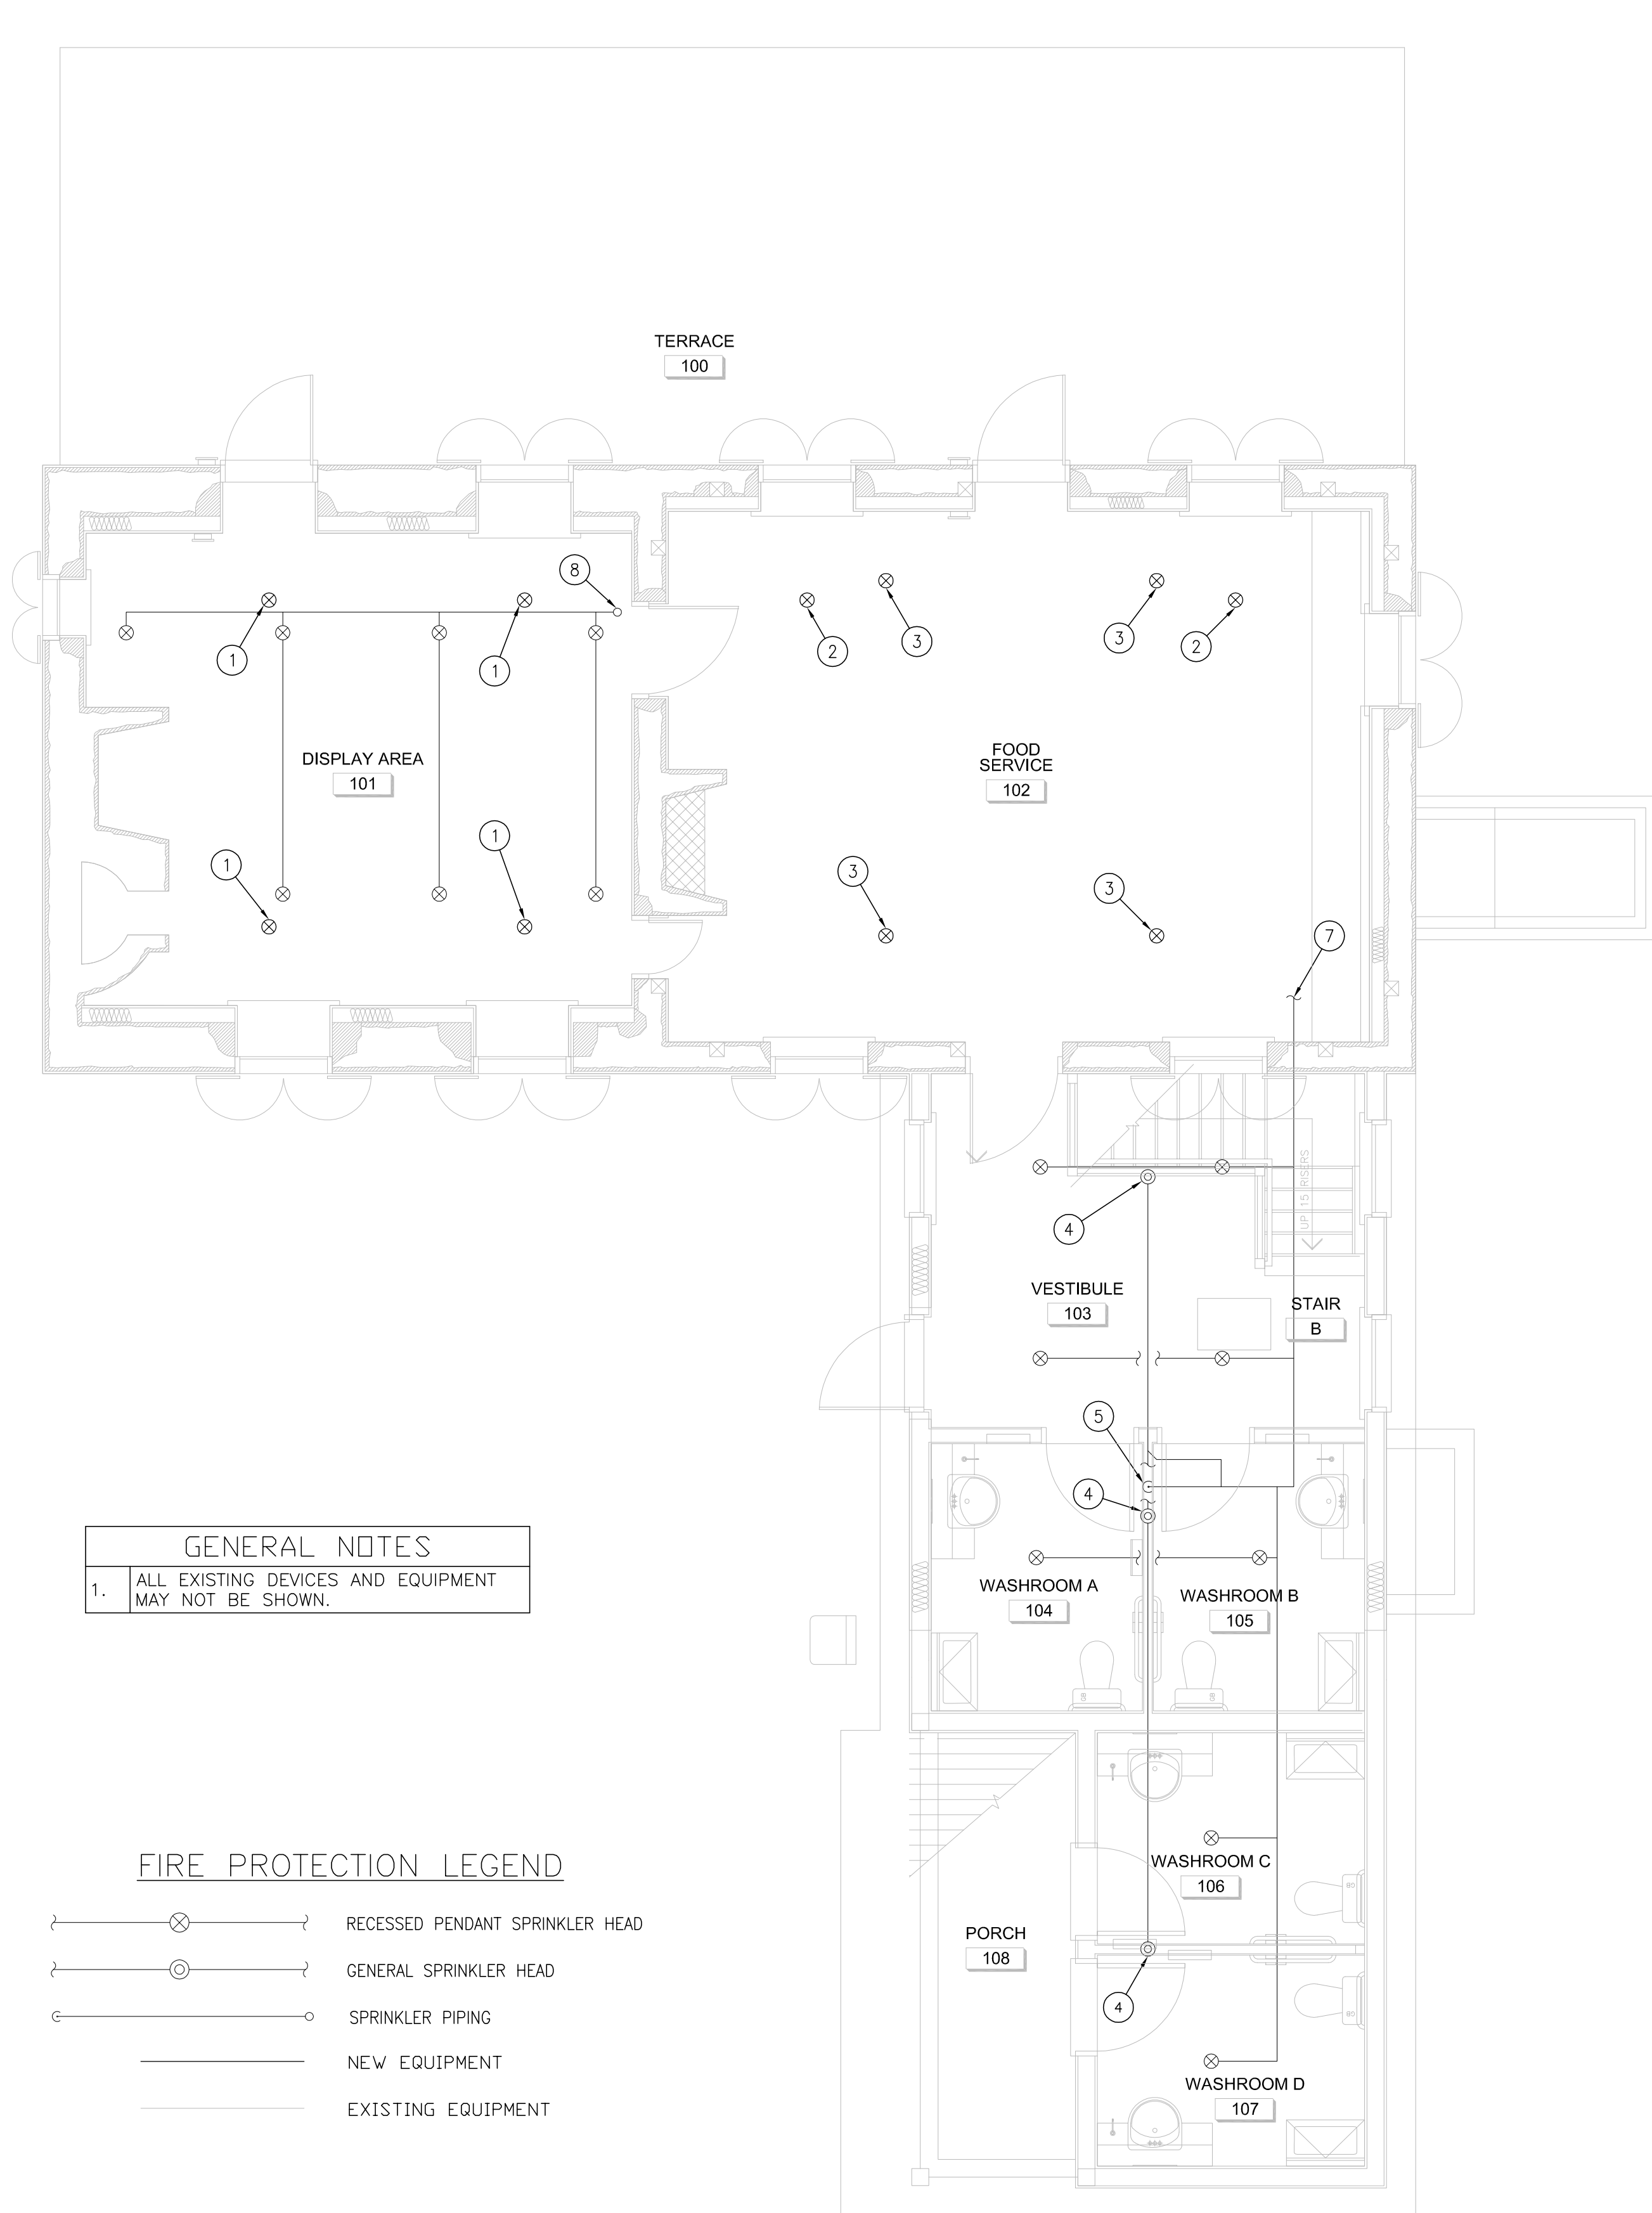 TERRACE
100
8
1
1
2
3
3
2
DISPLAY AREA
101
FOOD
SERVICE
102
1
1
3
3
7
4
UP 15 RISERS
VESTIBULE
103
STAIR
B
5
4
WASHROOM A
104
WASHROOM B
105
GENERAL NOTES
1.
ALL EXISTING DEVICES AND EQUIPMENT
MAY NOT BE SHOWN.
WASHROOM C
106
PORCH
108
4
WASHROOM D
107
FIRE PROTECTION LEGEND
RECESSED PENDANT SPRINKLER HEAD
GENERAL SPRINKLER HEAD
SPRINKLER PIPING
NEW EQUIPMENT
EXISTING EQUIPMENT